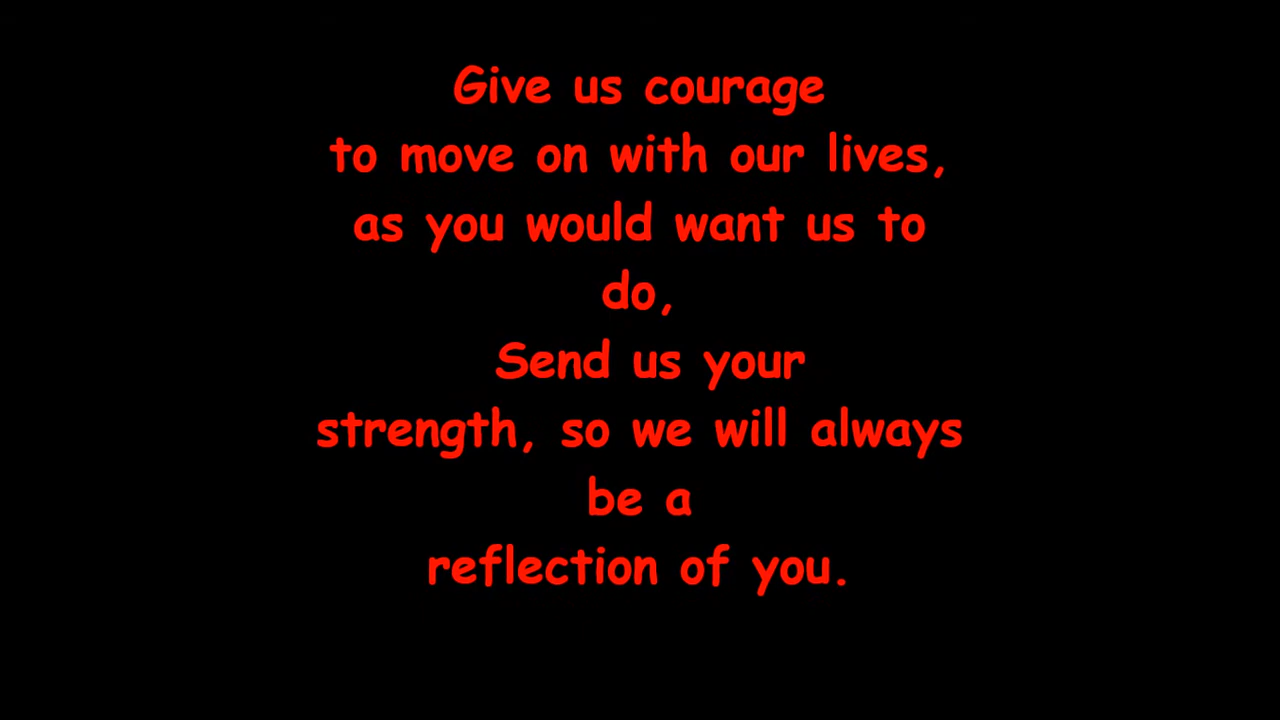 Give us courage
to move on with our lives,
as you would want us to
do,
Send us your
strength, so we will always
be a
reflection of you.